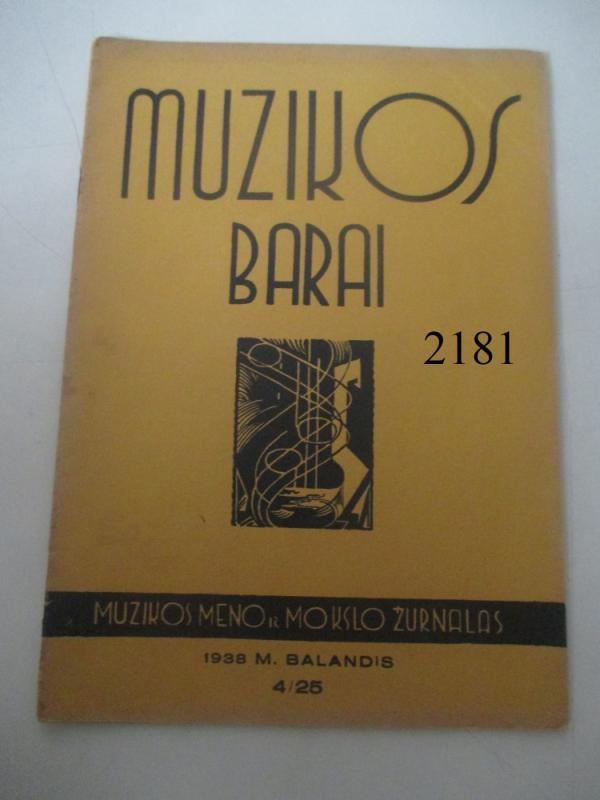 MUZIKOS
BARAI
2181
MUZIKOS MENO IR MOKSLO ŽURNALAS
1938 M. BALANDIS
4/25